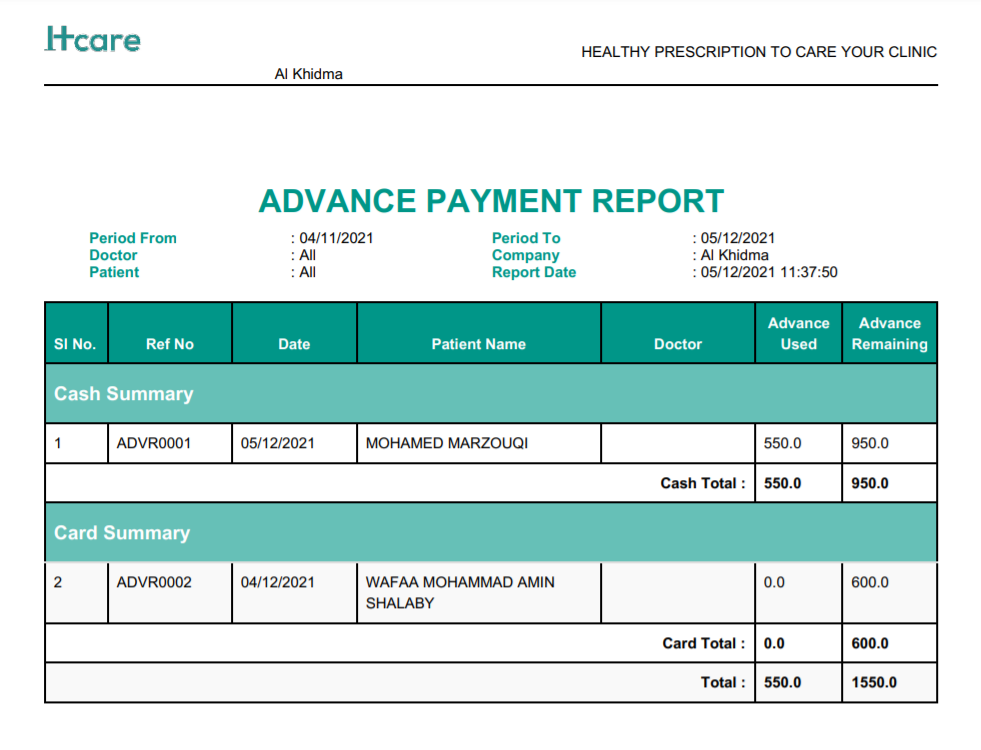 Htcare
HEALTHY PRESCRIPTION TO CARE YOUR CLINIC
Al Khidma
ADVANCE PAYMENT REPORT
Period From : 04/11/2021 Period To : 05/12/2021
Doctor : All Company : Al Khidma
Patient : All Report Date : 05/12/2021 11:37:50
SI No. Ref No Date Patient Name Doctor Advance Used Advance Remaining
Cash Summary
1 ADVR0001 05/12/2021 MOHAMED MARZOUQI 550.0 950.0
Cash Total : 550.0 950.0
Card Summary
2 ADVR0002 04/12/2021 WAFAA MOHAMMAD AMIN SHALABY 0.0 600.0
Card Total : 0.0 600.0
Total : 550.0 1550.0